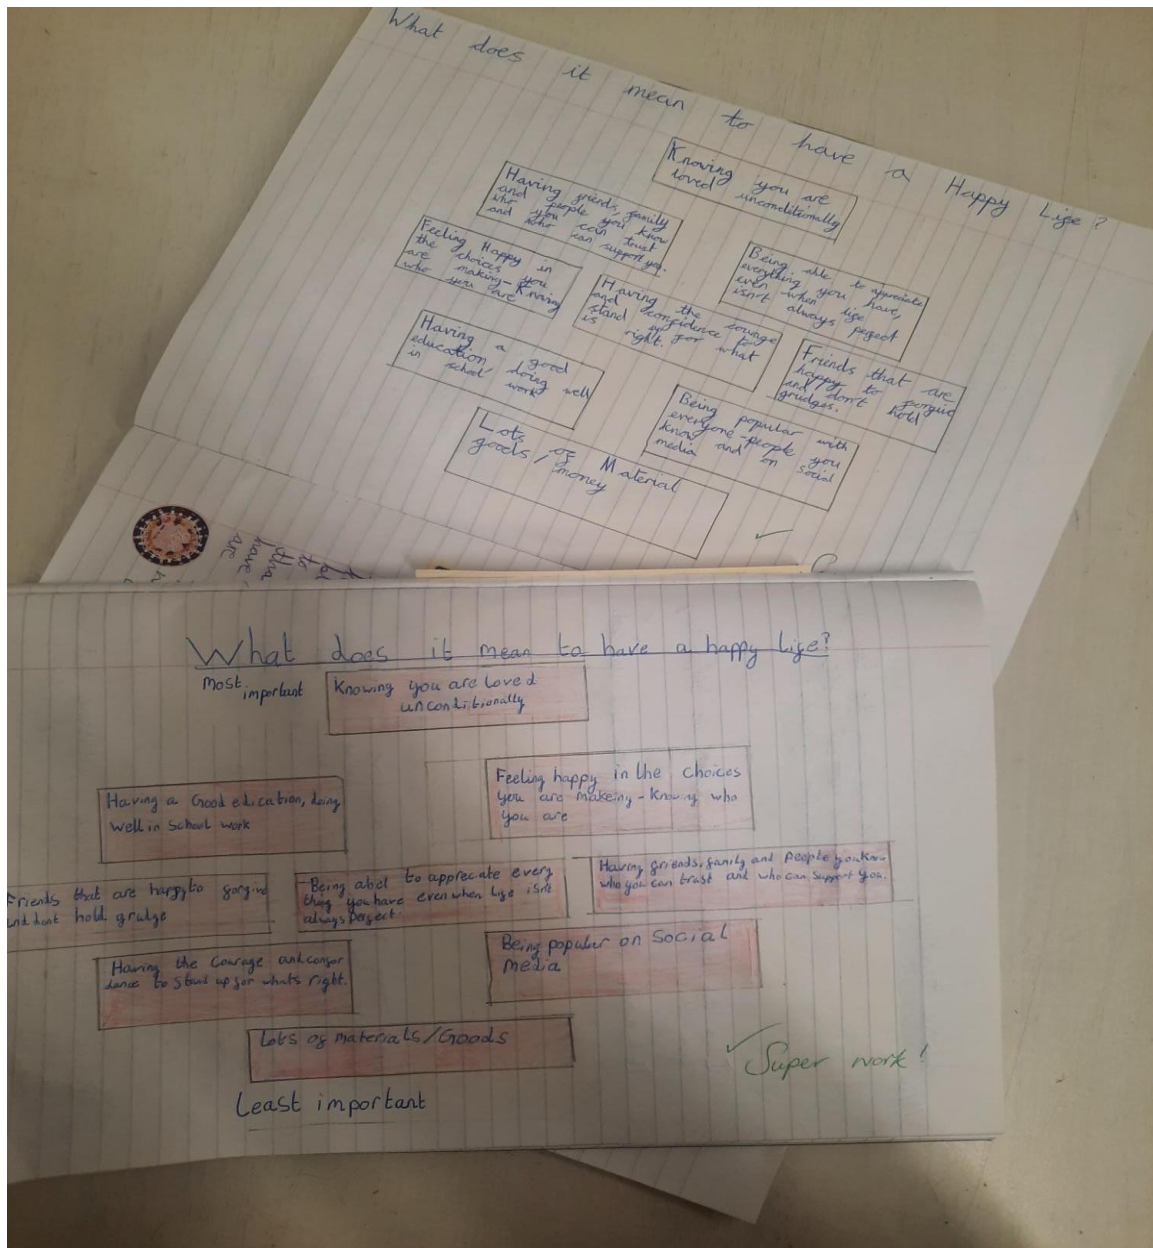 What does it mean to have a Happy Life?
Knowing you are
loved unconditionally
Having friends, family
and people you know
who you can trust
and who can support you.
Being able to appreciate
everything you have,
even when life
isn't always perfect
Feeling Happy in
the choices you
are making - Knowing
who you are
Having the courage
and confidence to
stand up for what
is right.
Friends that are
happy to forgive
and don't hold
grudges.
Having a good
education, doing well
in school work
Being popular with
everyone - people you
know and on social
media
Lots of Material
goods / money
have
are
What does it mean to have a happy Life?
Most important
Knowing you are loved
unconditionally
Having a Good edication, doing
well in School work
Feeling happy in the choices
you are makeing - Knowing who
you are
Friends that are happy to forgive
and dont hold grudge
Being abel to appreciate every
thing you have even when life isnt
always perfect
Having friends, family and people you know
who you can trust and who can support you.
Having the Courage and confor
dance to stand up for whats right.
Being popular on Social
media
Lots of materials/Goods
Super work!
Least important